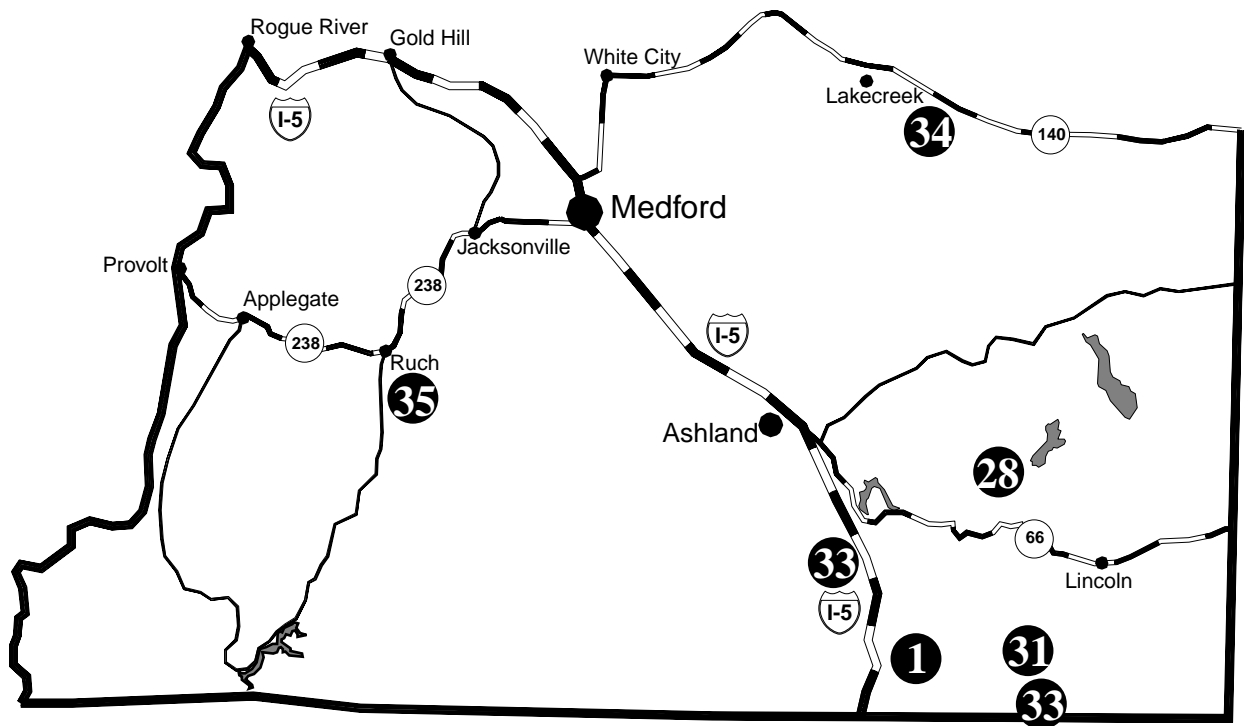 Rogue River
Gold Hill
White City
I-5
Lakecreek
34
140
Medford
Jacksonville
Provolt
238
Applegate
238
I-5
Ruch
35
Ashland
28
66
33
Lincoln
I-5
1
31
33